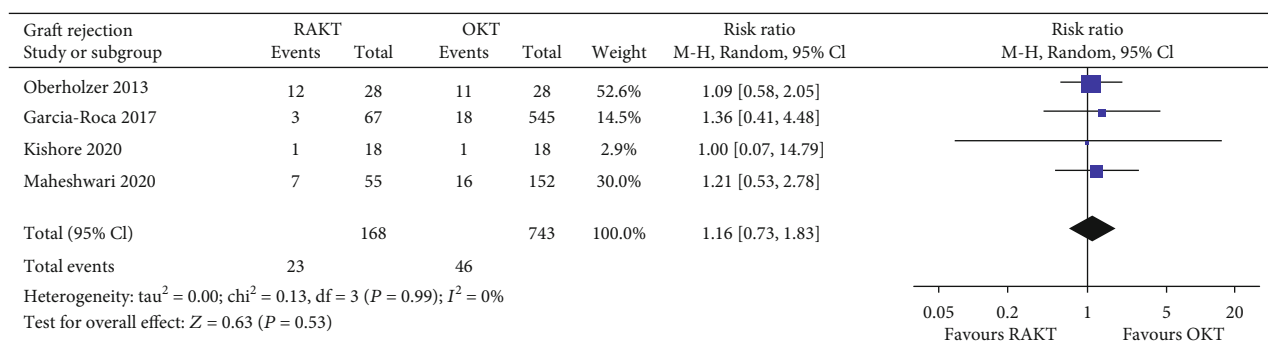 Graft rejection RAKT OKT Risk ratio Risk ratio
Study or subgroup Events Total Events Total Weight M-H, Random, 95% Cl M-H, Random, 95% Cl
Oberholzer 2013 12 28 11 28 52.6% 1.09 [0.58, 2.05]
Garcia-Roca 2017 3 67 18 545 14.5% 1.36 [0.41, 4.48]
Kishore 2020 1 18 1 18 2.9% 1.00 [0.07, 14.79]
Maheshwari 2020 7 55 16 152 30.0% 1.21 [0.53, 2.78]
Total (95% Cl) 168 743 100.0% 1.16 [0.73, 1.83]
Total events 23 46
Heterogeneity: tau² = 0.00; chi² = 0.13, df = 3 (P = 0.99); I² = 0%
Test for overall effect: Z = 0.63 (P = 0.53)
0.05 0.2 1 5 20
Favours RAKT Favours OKT